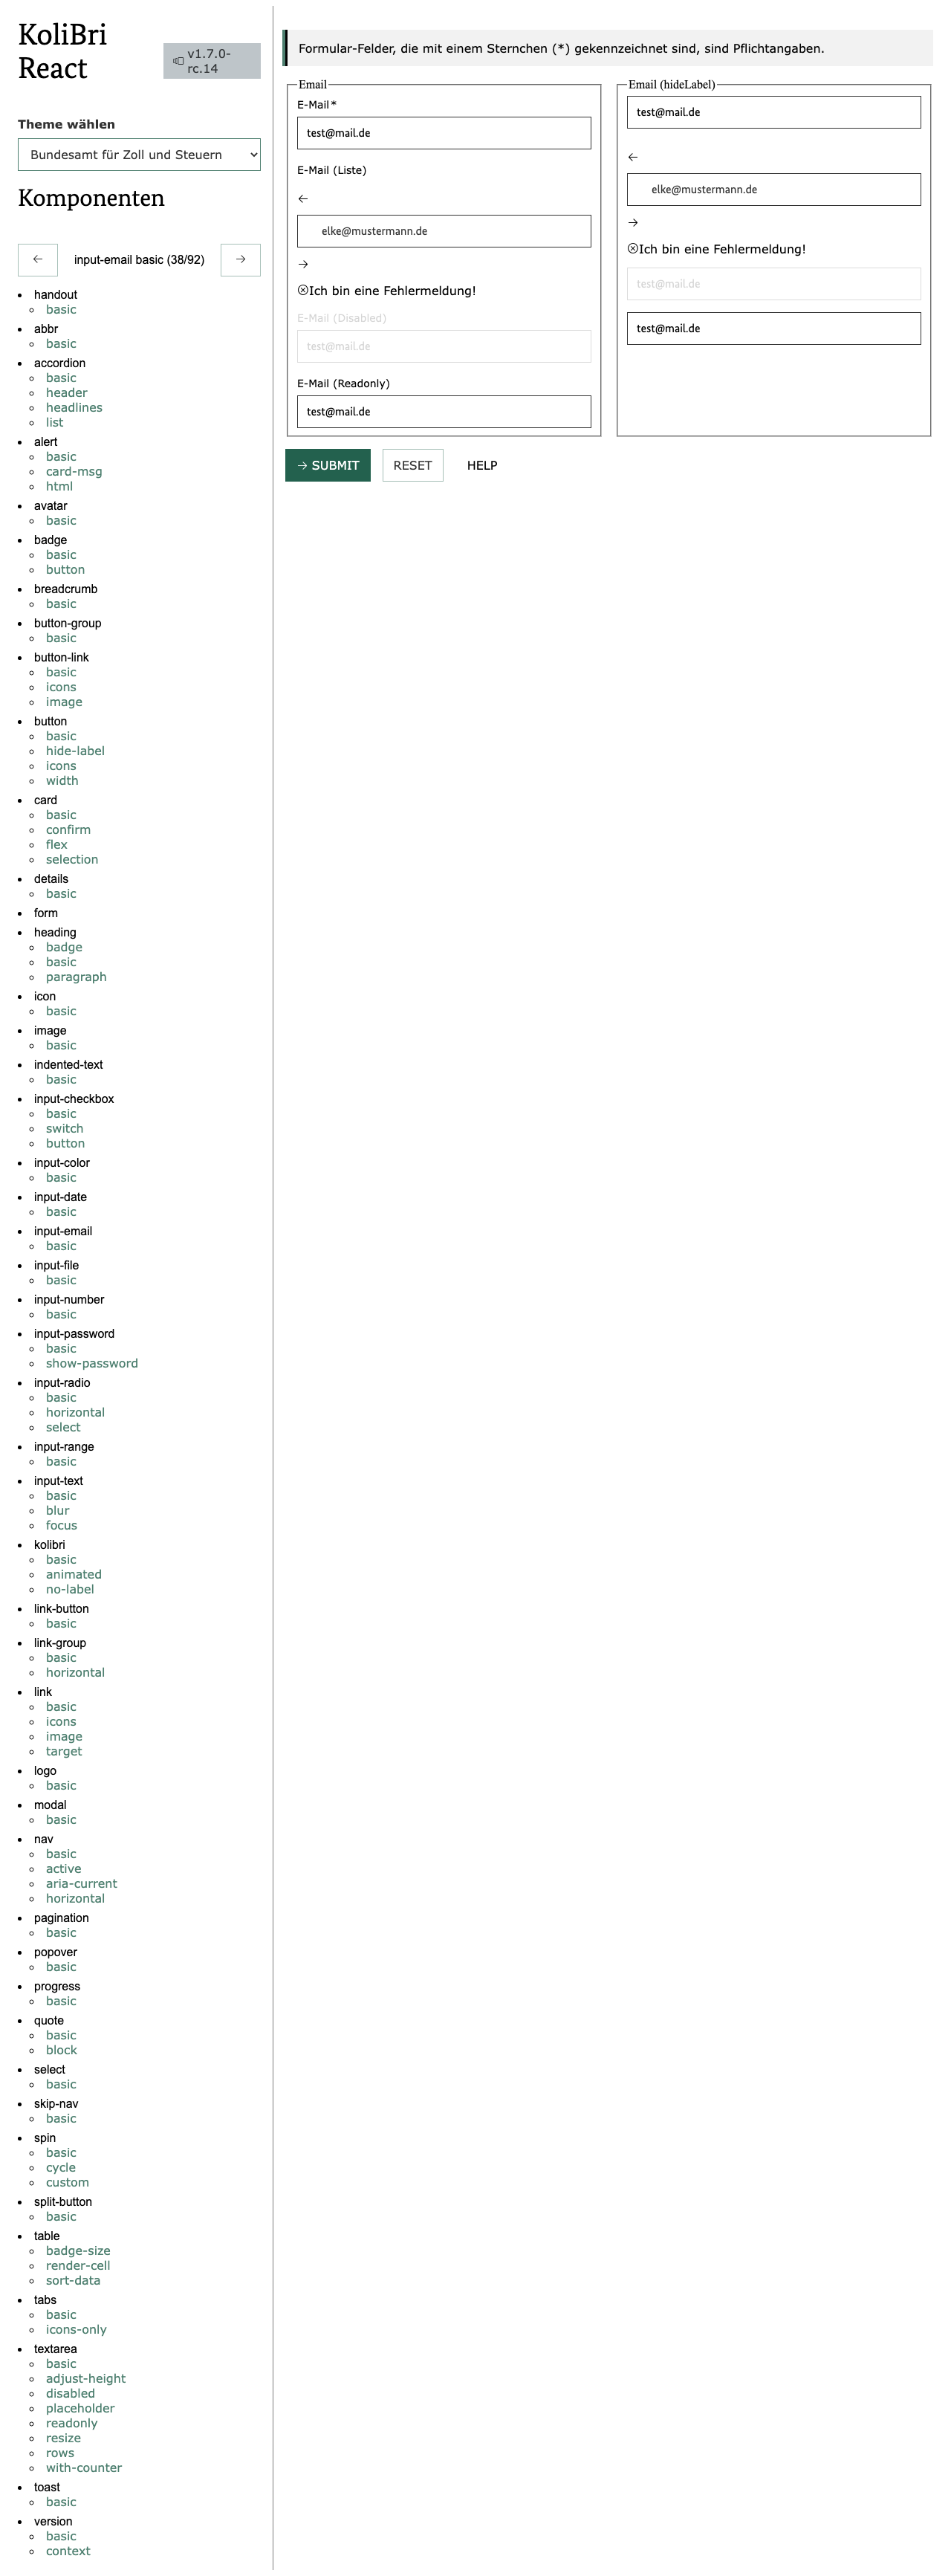 KoliBri
React
v1.7.0-
rc.14
Theme wählen
Bundesamt für Zoll und Steuern
Komponenten
←
input-email basic (38/92)
→
handout
basic
abbr
basic
accordion
basic
header
headlines
list
alert
basic
card-msg
html
avatar
basic
badge
basic
button
breadcrumb
basic
button-group
basic
button-link
basic
icons
image
button
basic
hide-label
icons
width
card
basic
confirm
flex
selection
details
basic
form
heading
badge
basic
paragraph
icon
basic
image
basic
indented-text
basic
input-checkbox
basic
switch
button
input-color
basic
input-date
basic
input-email
basic
input-file
basic
input-number
basic
input-password
basic
show-password
input-radio
basic
horizontal
select
input-range
basic
input-text
basic
blur
focus
kolibri
basic
animated
no-label
link-button
basic
link-group
basic
horizontal
link
basic
icons
image
target
logo
basic
modal
basic
nav
basic
active
aria-current
horizontal
pagination
basic
popover
basic
progress
basic
quote
basic
block
select
basic
skip-nav
basic
spin
basic
cycle
custom
split-button
basic
table
badge-size
render-cell
sort-data
tabs
basic
icons-only
textarea
basic
adjust-height
disabled
placeholder
readonly
resize
rows
with-counter
toast
basic
version
basic
context
Formular-Felder, die mit einem Sternchen (*) gekennzeichnet sind, sind Pflichtangaben.
Email
E-Mail*
test@mail.de
E-Mail (Liste)
←
elke@mustermann.de
→
Ich bin eine Fehlermeldung!
E-Mail (Disabled)
test@mail.de
E-Mail (Readonly)
test@mail.de
Email (hideLabel)
test@mail.de
←
elke@mustermann.de
→
Ich bin eine Fehlermeldung!
test@mail.de
test@mail.de
→ SUBMIT
RESET
HELP